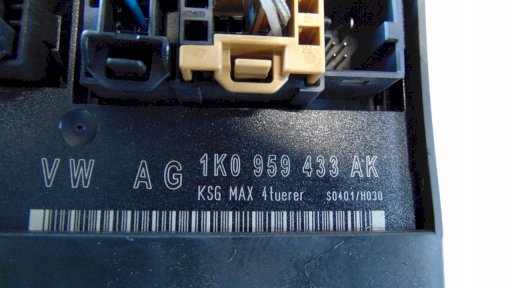 VW AG 1K0 959 433 AK
KSG MAX 4tuerer S0401/H030